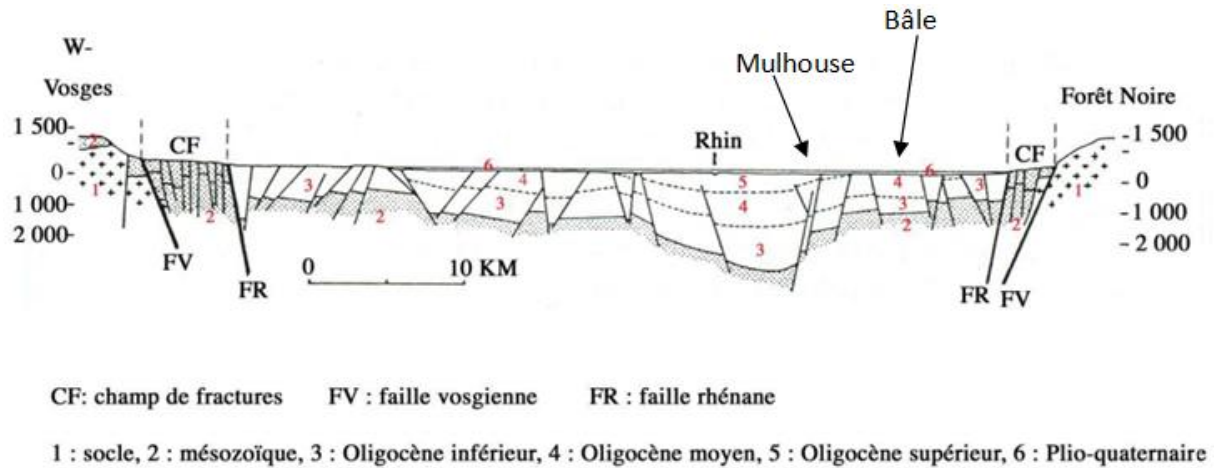 Bâle
W-
Mulhouse
Vosges
Forêt Noire
1 500-
2
CF
Rhin
CF
-1 500
0-
1
6
3
4
5
4
6
3
1
-0
1 000-
2
2
3
4
3
2
2
-1 000
2 000-
3
-2 000
FV
0
10 KM
FR
FR
FV
CF: champ de fractures FV : faille vosgienne FR : faille rhénane
1 : socle, 2 : mésozoïque, 3 : Oligocène inférieur, 4 : Oligocène moyen, 5 : Oligocène supérieur, 6 : Plio-quaternaire